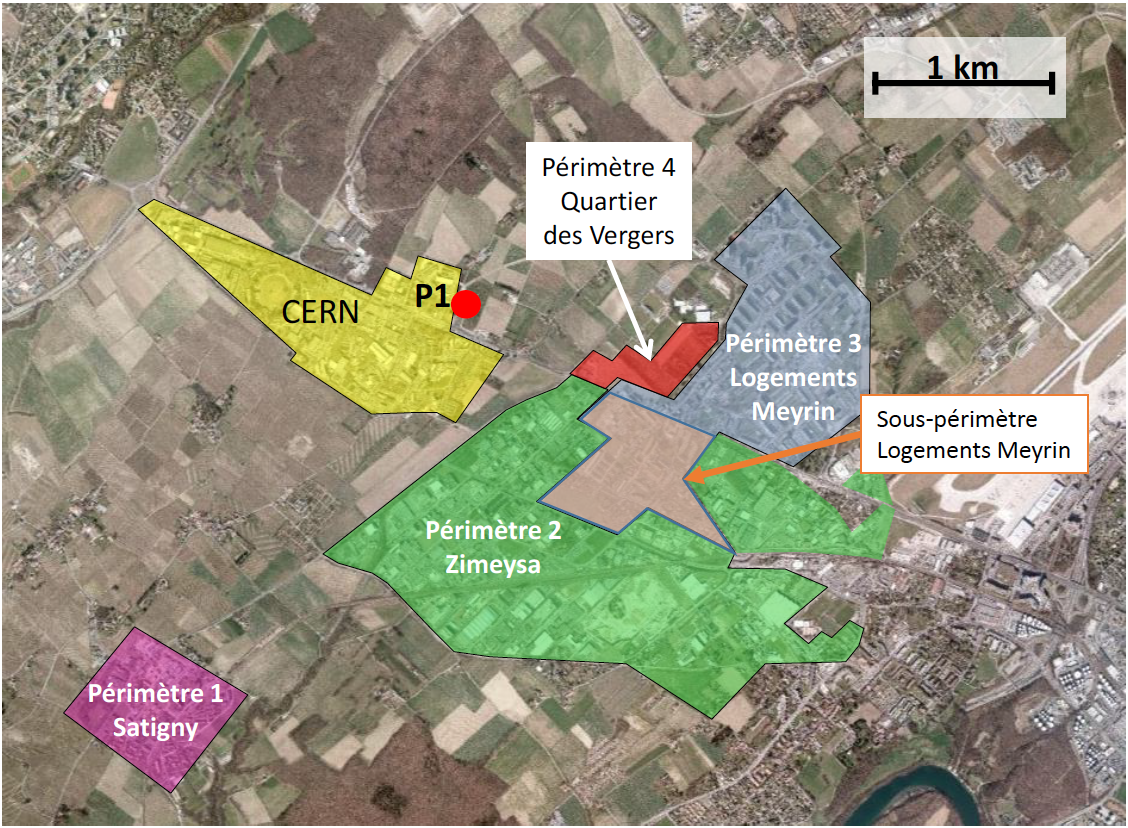 1 km
Périmètre 4
Quartier
des Vergers
CERN
P1
Périmètre 3
Logements
Meyrin
Sous-périmètre
Logements Meyrin
Périmètre 2
Zimeysa
Périmètre 1
Satigny